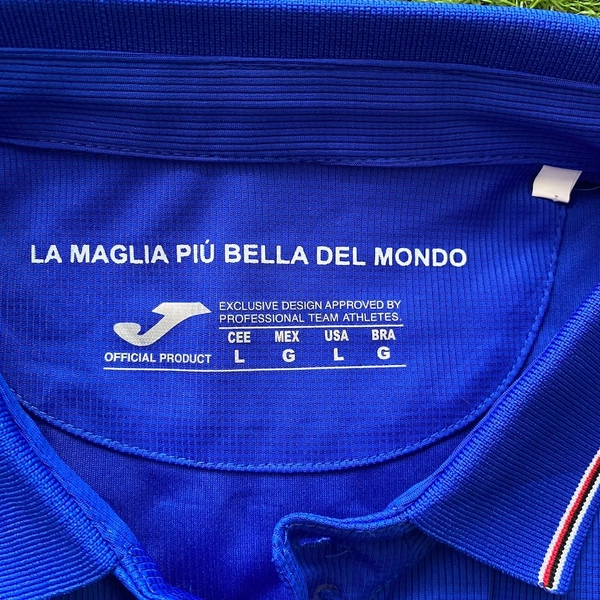 LA MAGLIA PIÚ BELLA DEL MONDO
EXCLUSIVE DESIGN APPROVED BY
PROFESSIONAL TEAM ATHLETES.
OFFICIAL PRODUCT
CEE MEX USA BRA
L G L G